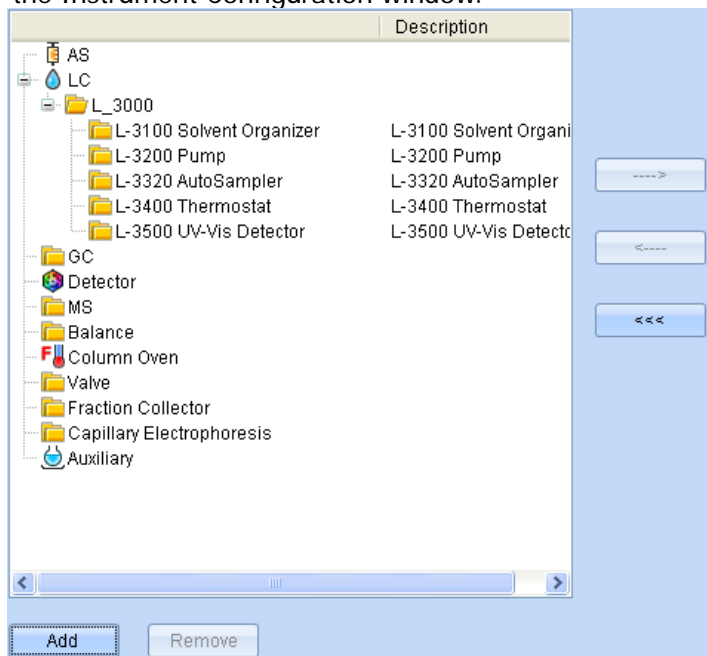 the Instrument configuration window.
Description
AS
LC
L_3000
L-3100 Solvent Organizer L-3100 Solvent Organi
L-3200 Pump L-3200 Pump
L-3320 AutoSampler L-3320 AutoSampler
L-3400 Thermostat L-3400 Thermostat
L-3500 UV-Vis Detector L-3500 UV-Vis Detectc
GC
Detector
MS
Balance
Column Oven
Valve
Fraction Collector
Capillary Electrophoresis
Auxiliary
---->
<----
<<<
Add Remove